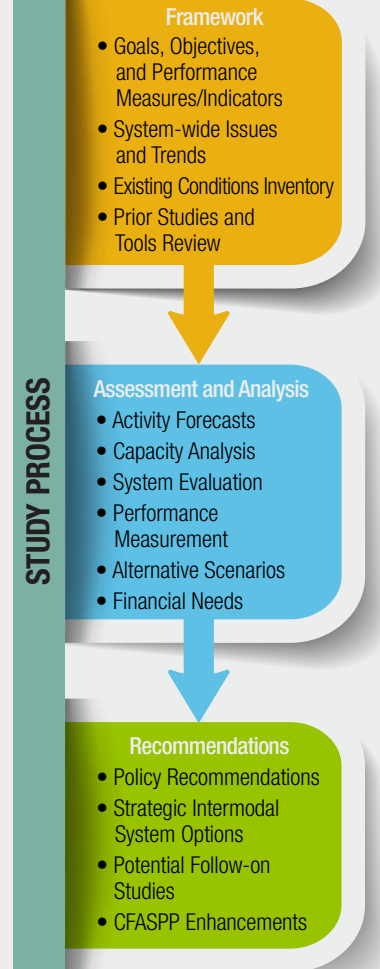 STUDY PROCESS
Framework
• Goals, Objectives,
and Performance
Measures/Indicators
• System-wide Issues
and Trends
• Existing Conditions Inventory
• Prior Studies and
Tools Review
Assessment and Analysis
• Activity Forecasts
• Capacity Analysis
• System Evaluation
• Performance
Measurement
• Alternative Scenarios
• Financial Needs
Recommendations
• Policy Recommendations
• Strategic Intermodal
System Options
• Potential Follow-on
Studies
• CFASPP Enhancements